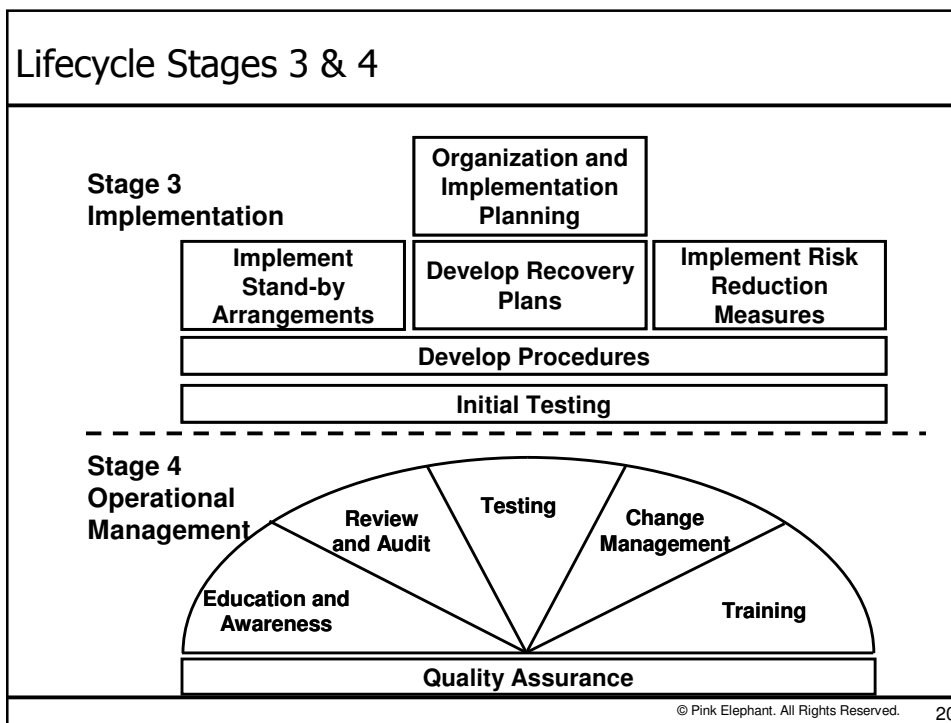 Lifecycle Stages 3 & 4
Stage 3
Implementation
Organization and
Implementation
Planning
Implement
Stand-by
Arrangements
Develop Recovery
Plans
Implement Risk
Reduction
Measures
Develop Procedures
Initial Testing
Stage 4
Operational
Management
Education and
Awareness
Review
and Audit
Testing
Change
Management
Training
Quality Assurance
© Pink Elephant. All Rights Reserved.
20